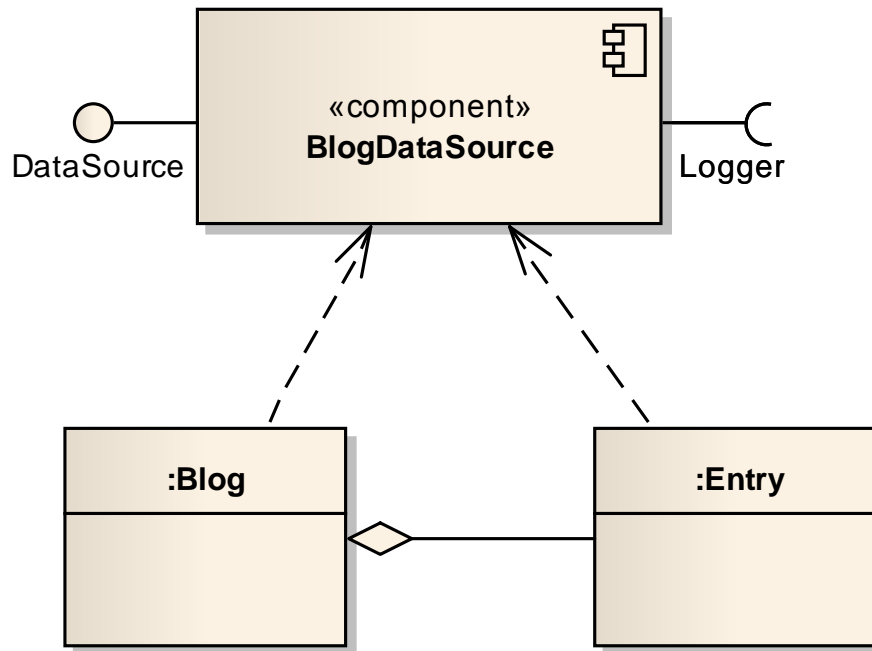 «component»
BlogDataSource
DataSource
Logger
:Blog
:Entry